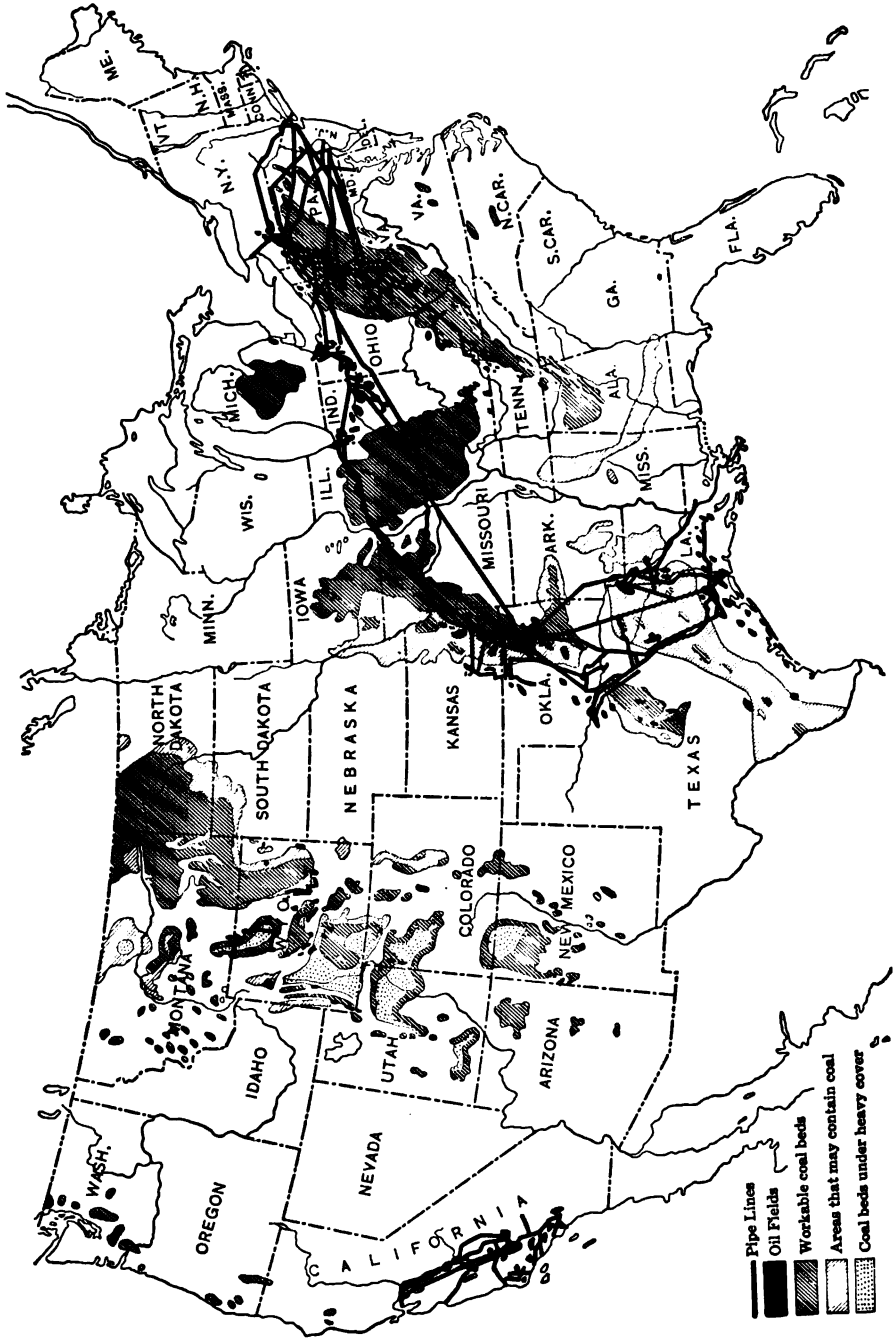 WASH.
OREGON
CALIFORNIA
NEVADA
IDAHO
MONTANA
UTAH
ARIZONA
COLORADO
NEW MEXICO
NORTH
DAKOTA
SOUTH DAKOTA
NEBRASKA
KANSAS
OKLA.
TEXAS
MINN.
IOWA
MISSOURI
ARK.
LA.
WIS.
ILL.
MICH.
IND.
OHIO
TENN.
MISS.
ALA.
GA.
FLA.
S.CAR.
N.CAR.
VA.
MD.
DEL.
PA.
N.J.
N.Y.
CONN.
MASS.
VT
N.H.
ME.
Pipe Lines
Oil Fields
Workable coal beds
Areas that may contain coal
Coal beds under heavy cover